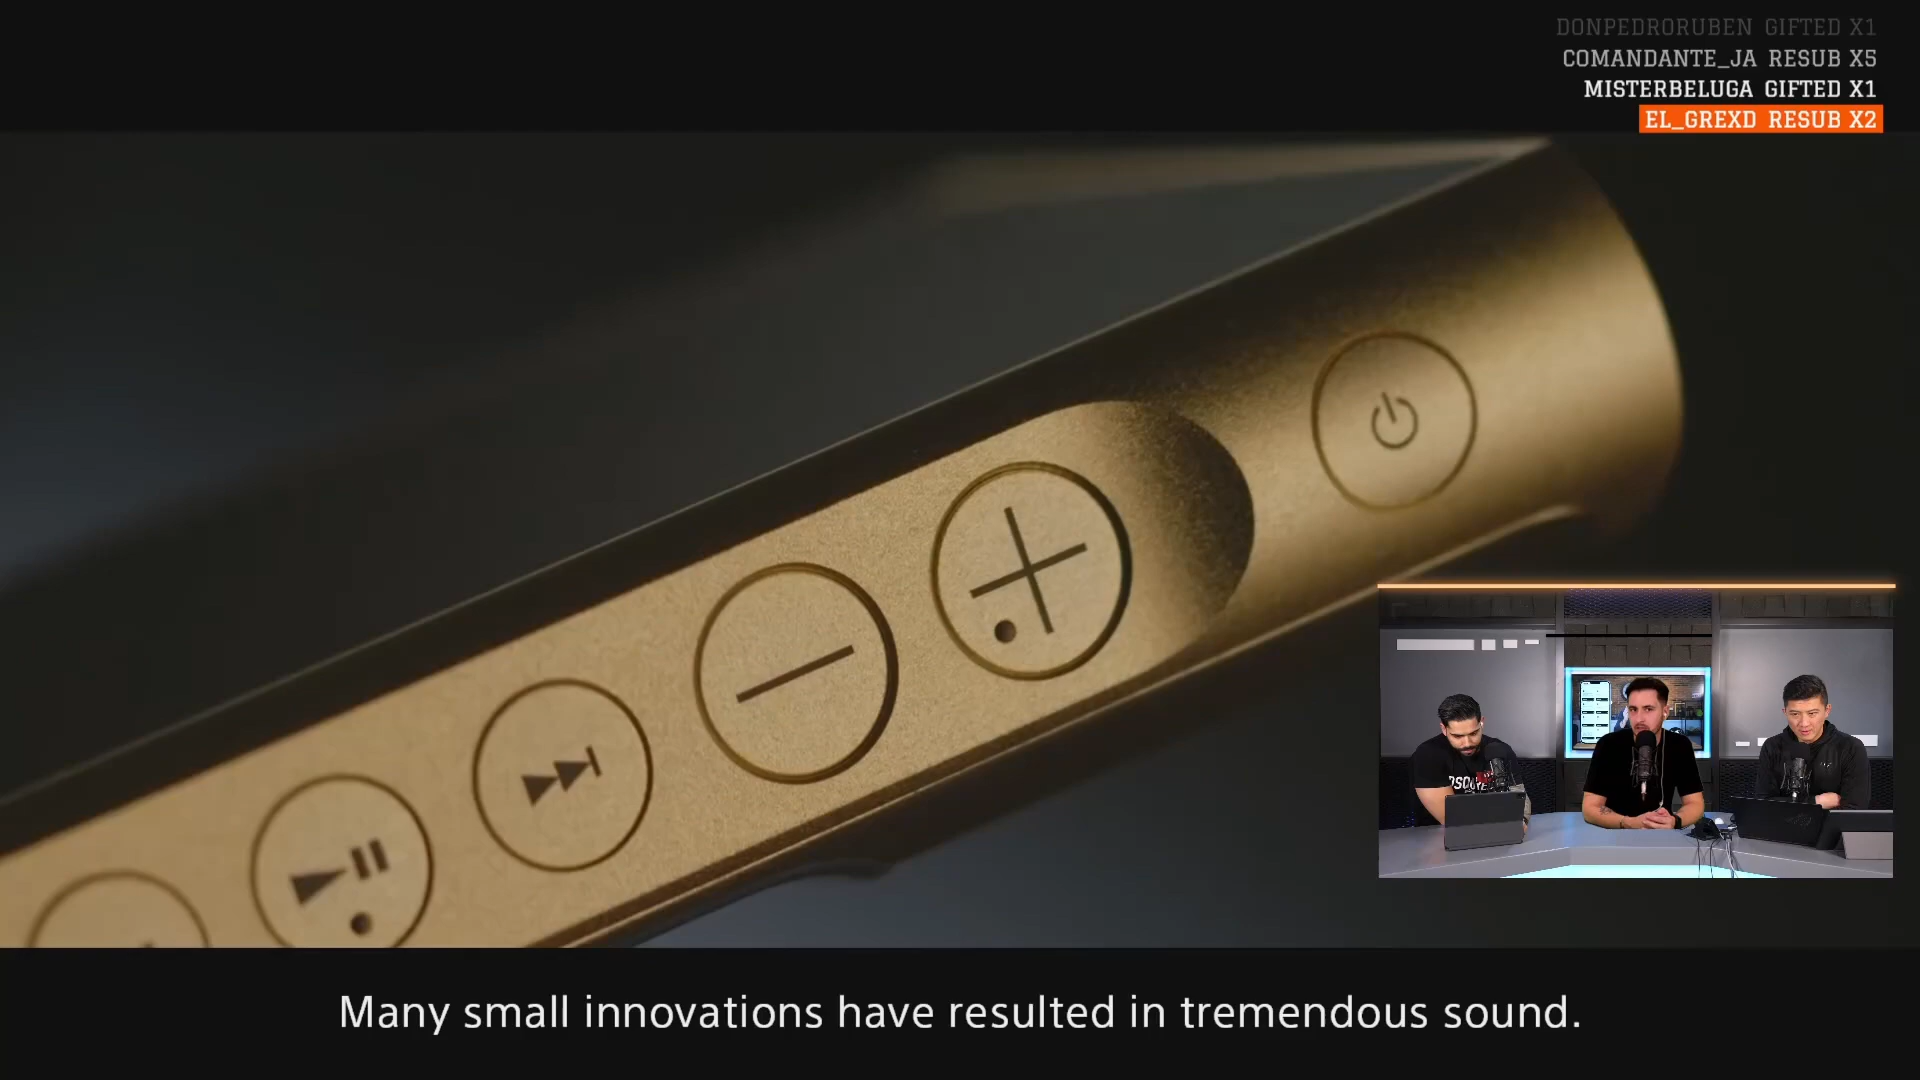 DONPEDRORUBEN GIFTED X1
COMANDANTE_JA RESUB X5
MISTERBELUGA GIFTED X1
EL_GREXD RESUB X2
Many small innovations have resulted in tremendous sound.